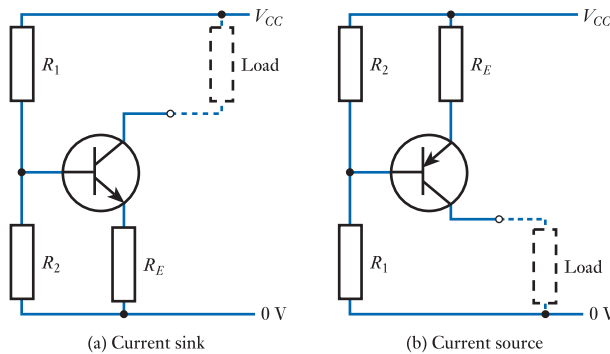 V_CC
R_1
Load
R_2
R_E
0 V
(a) Current sink
V_CC
R_2
R_E
R_1
Load
0 V
(b) Current source